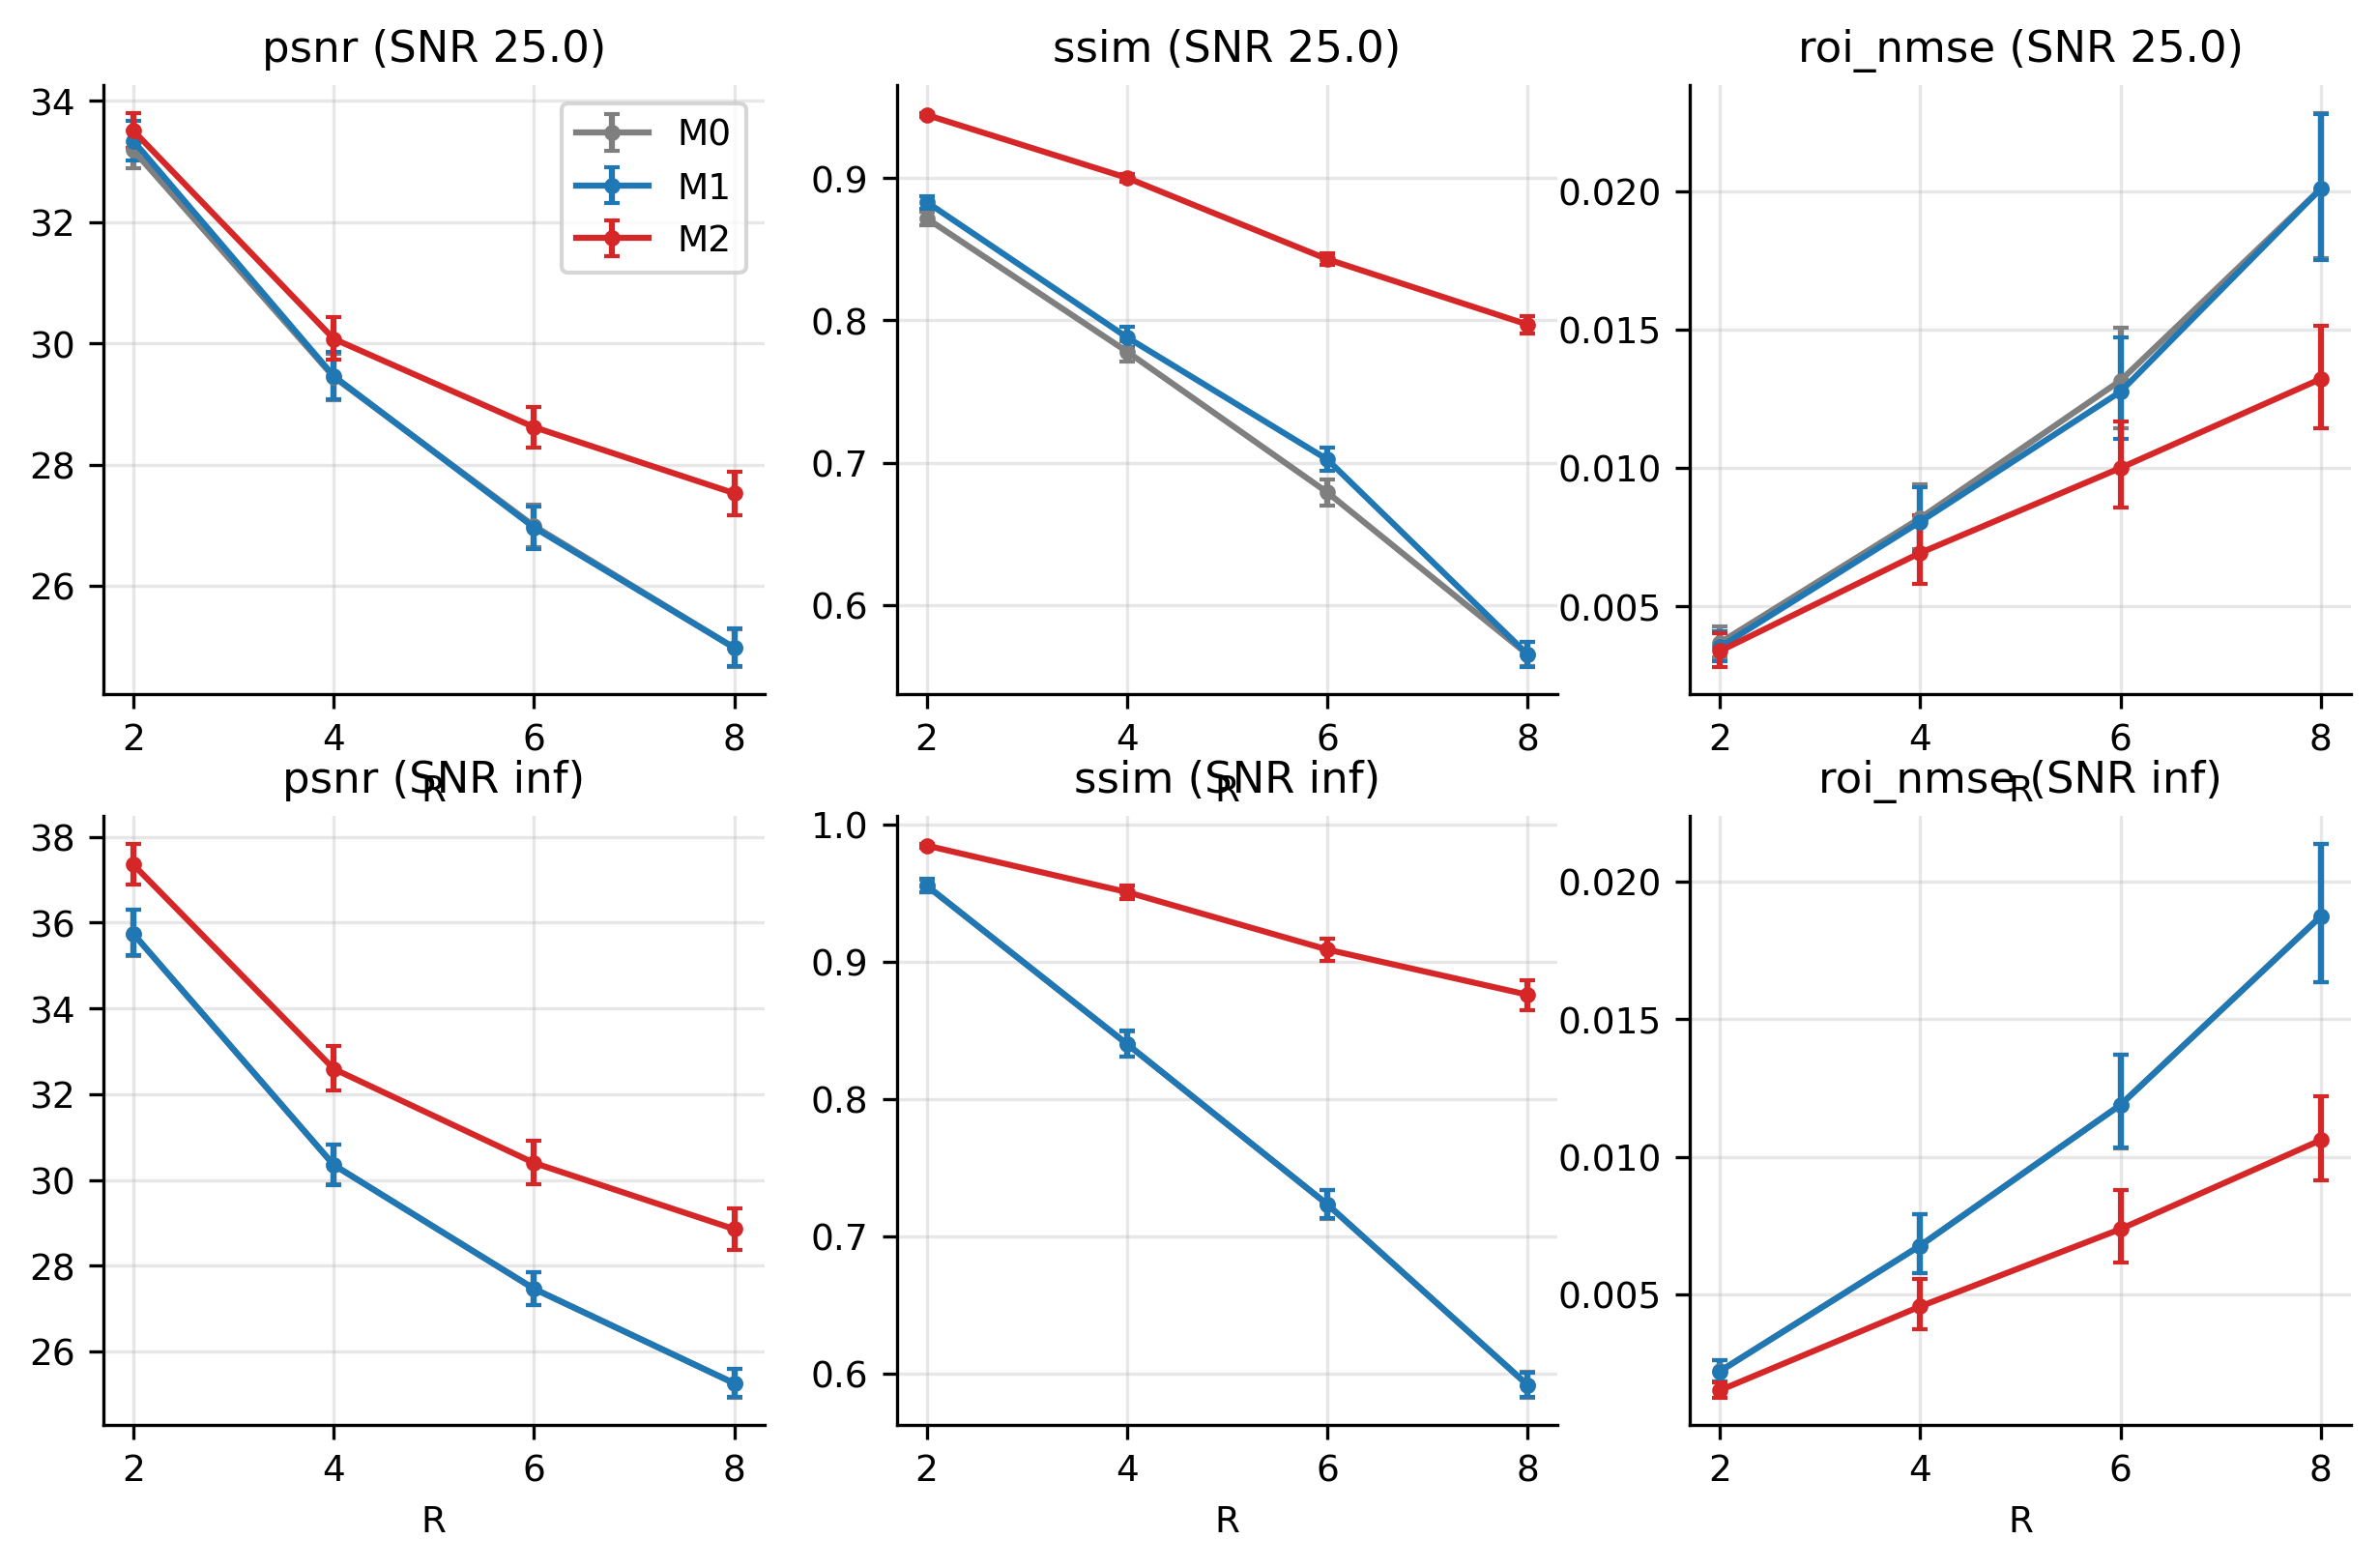 psnr (SNR 25.0)
34
32
30
28
26
2 4 6 8
R
M0
M1
M2
ssim (SNR 25.0)
0.9
0.8
0.7
0.6
2 4 6 8
R
roi_nmse (SNR 25.0)
0.020
0.015
0.010
0.005
2 4 6 8
R
psnr (SNR inf)
38
36
34
32
30
28
26
2 4 6 8
R
ssim (SNR inf)
1.0
0.9
0.8
0.7
0.6
2 4 6 8
R
roi_nmse (SNR inf)
0.020
0.015
0.010
0.005
2 4 6 8
R